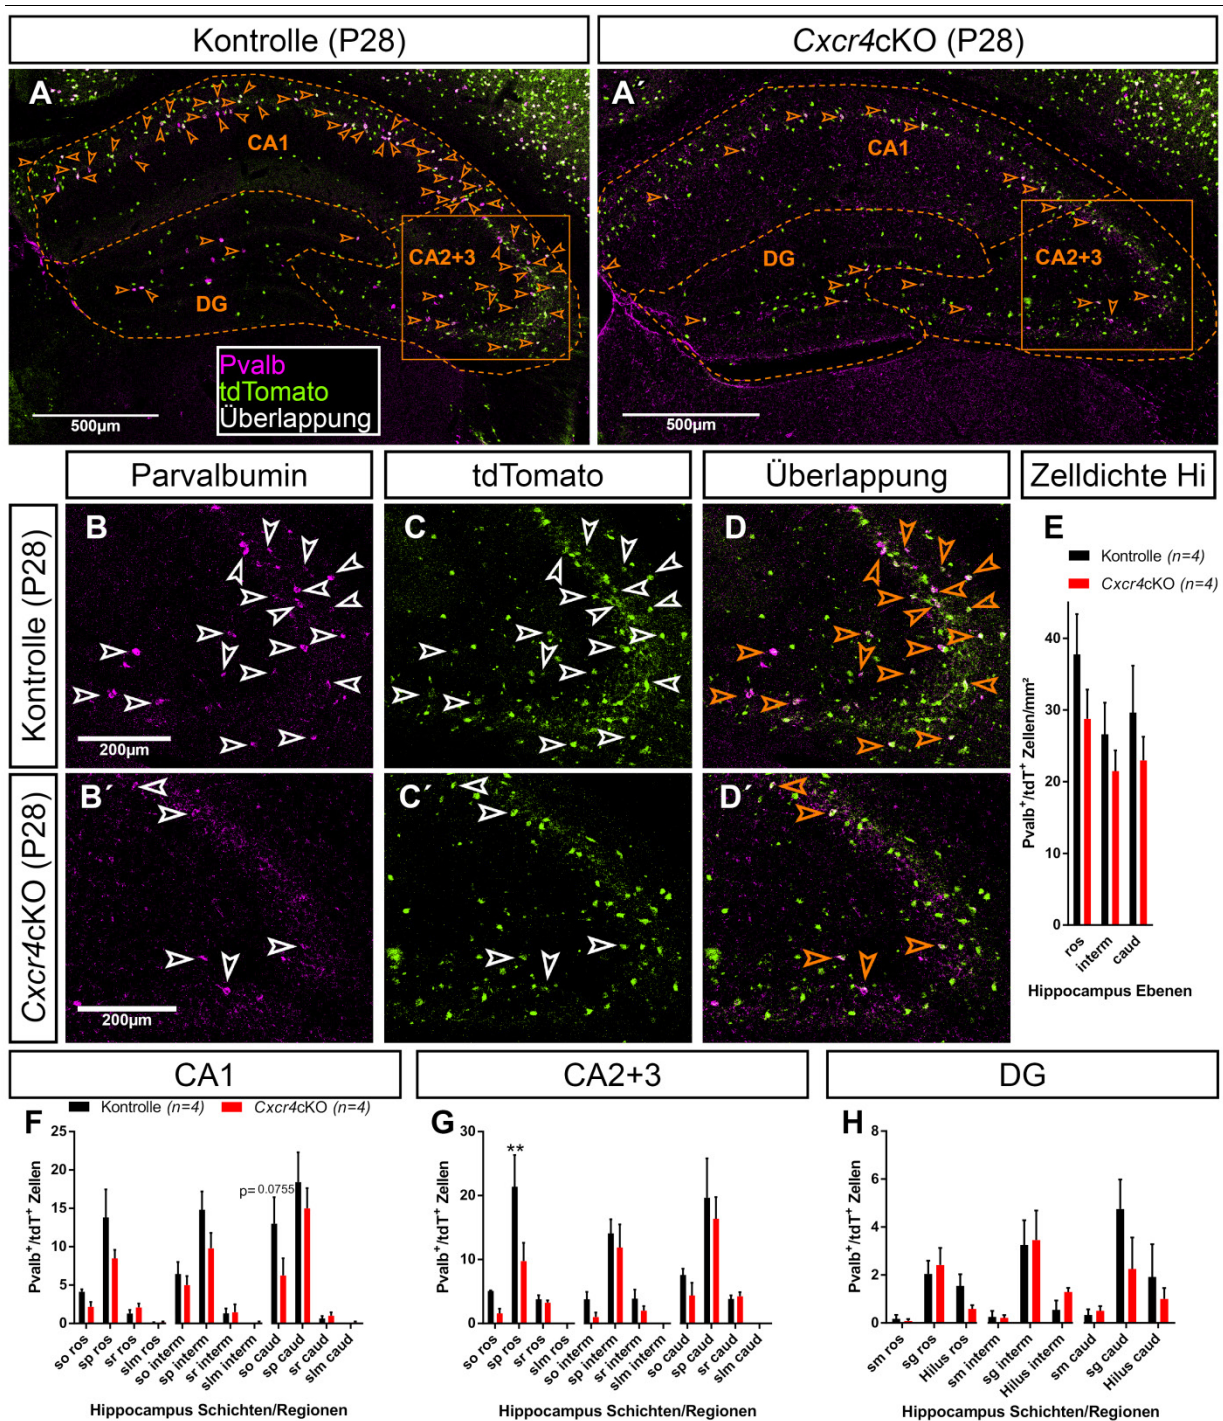 Kontrolle (P28)
Cxcr4cKO (P28)
A
CA1
CA2+3
DG
Pvalb
tdTomato
Überlappung
500µm
A´
CA1
CA2+3
DG
500µm
Parvalbumin
tdTomato
Überlappung
Zelldichte Hi
Kontrolle (P28)
B
200µm
C
D
Cxcr4cKO (P28)
B´
200µm
C´
D´
E
Kontrolle (n=4)
Cxcr4cKO (n=4)
Pvalb+/tdT+ Zellen/mm²
40
30
20
10
0
ros
interm
caud
Hippocampus Ebenen
CA1
CA2+3
DG
Kontrolle (n=4)
Cxcr4cKO (n=4)
F
Pvalb+/tdT+ Zellen
25
20
15
10
5
0
p= 0.0755
so ros
sp ros
sr ros
slm ros
so interm
sp interm
sr interm
slm interm
so caud
sp caud
sr caud
slm caud
Hippocampus Schichten/Regionen
G
Pvalb+/tdT+ Zellen
30
20
10
0
**
so ros
sp ros
sr ros
slm ros
so interm
sp interm
sr interm
slm interm
so caud
sp caud
sr caud
slm caud
Hippocampus Schichten/Regionen
H
Pvalb+/tdT+ Zellen
8
6
4
2
0
sm ros
sg ros
Hilus ros
sm interm
sg interm
Hilus interm
sm caud
sg caud
Hilus caud
Hippocampus Schichten/Regionen